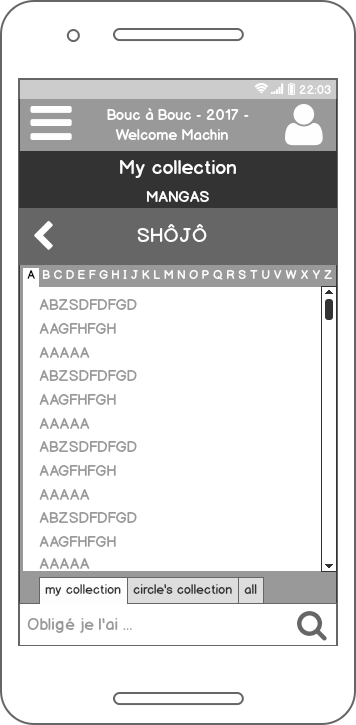 22:03
Bouc à Bouc - 2017 -
Welcome Machin
My collection
MANGAS
SHÔJÔ
A B C D E F G H I J K L M N O P Q R S T U V W X Y Z
ABZSDFDFGD
AAGFHFGH
AAAAA
ABZSDFDFGD
AAGFHFGH
AAAAA
ABZSDFDFGD
AAGFHFGH
AAAAA
ABZSDFDFGD
AAGFHFGH
AAAAA
my collection circle's collection all
Obligé je l'ai ...